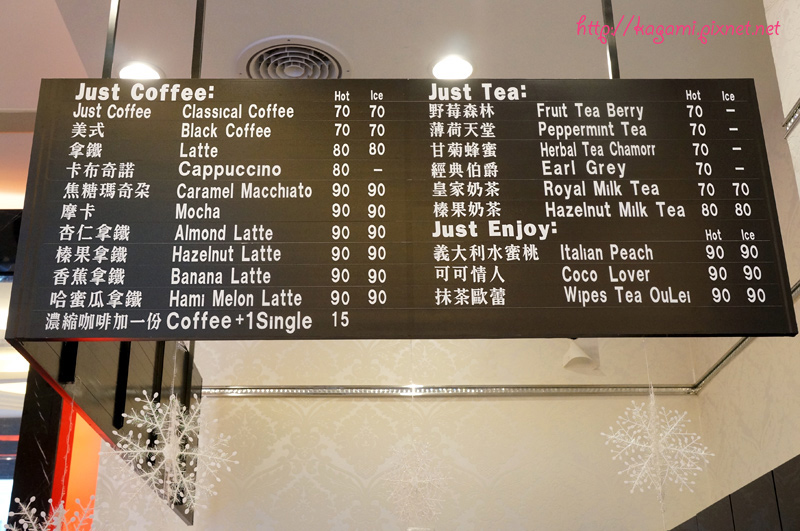 http://kagami.pixnet.net
Just Coffee: Hot Ice
Just Coffee Classical Coffee 70 70
美式 Black Coffee 70 70
拿鐵 Latte 80 80
卡布奇諾 Cappuccino 80 –
焦糖瑪奇朵 Caramel Macchiato 90 90
摩卡 Mocha 90 90
杏仁拿鐵 Almond Latte 90 90
榛果拿鐵 Hazelnut Latte 90 90
香蕉拿鐵 Banana Latte 90 90
哈蜜瓜拿鐵 Hami Melon Latte 90 90
濃縮咖啡加一份 Coffee+1Single 15
Just Tea: Hot Ice
野莓森林 Fruit Tea Berry 70 –
薄荷天堂 Peppermint Tea 70 –
甘菊蜂蜜 Herbal Tea Chamorr 70 –
經典伯爵 Earl Grey 70 –
皇家奶茶 Royal Milk Tea 70 70
榛果奶茶 Hazelnut Milk Tea 80 80
Just Enjoy: Hot Ice
義大利水蜜桃 Italian Peach 90 90
可可情人 Coco Lover 90 90
抹茶歐蕾 Wipes Tea OuLei 90 90